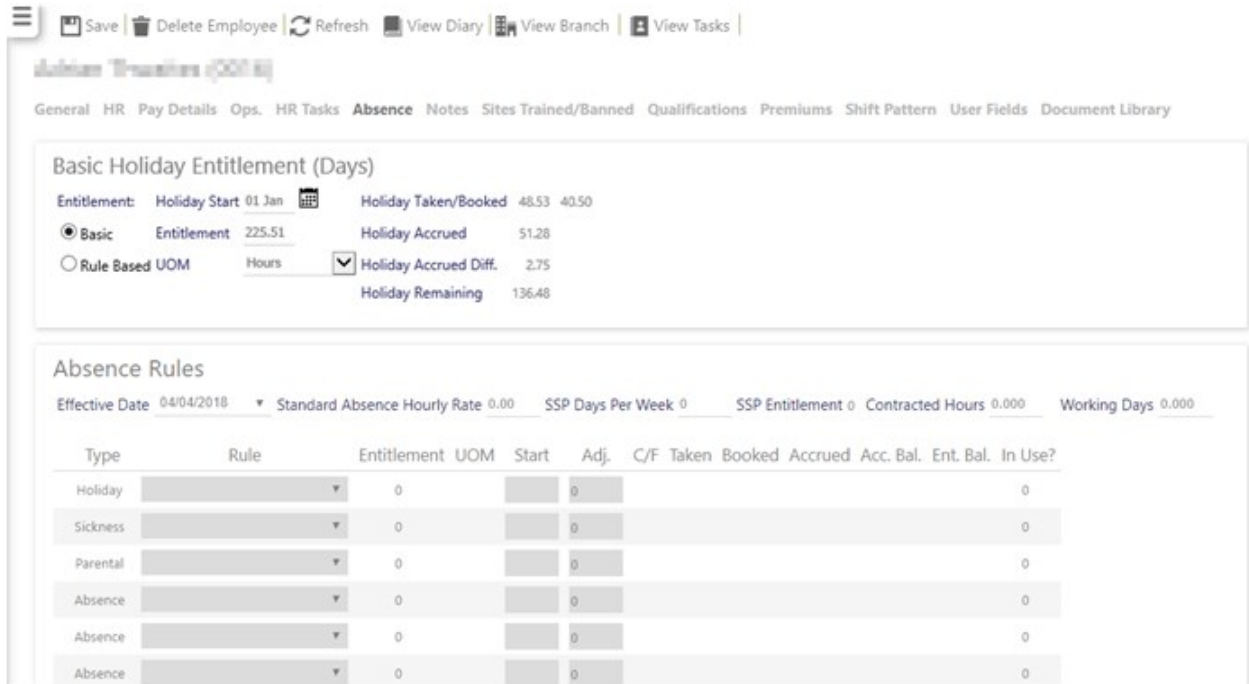 Save Delete Employee Refresh View Diary View Branch View Tasks
General HR Pay Details Ops. HR Tasks Absence Notes Sites Trained/Banned Qualifications Premiums Shift Pattern User Fields Document Library
Basic Holiday Entitlement (Days)
Entitlement: Holiday Start 01 Jan Holiday Taken/Booked 48.53 40.50
Basic Entitlement 225.51 Holiday Accrued 51.28
Rule Based UOM Hours Holiday Accrued Diff. 2.75
Holiday Remaining 136.48
Absence Rules
Effective Date 04/04/2018 Standard Absence Hourly Rate 0.00 SSP Days Per Week 0 SSP Entitlement 0 Contracted Hours 0.000 Working Days 0.000
Type Rule Entitlement UOM Start Adj. C/F Taken Booked Accrued Acc. Bal. Ent. Bal. In Use?
Holiday 0 0 0
Sickness 0 0 0
Parental 0 0 0
Absence 0 0 0
Absence 0 0 0
Absence 0 0 0